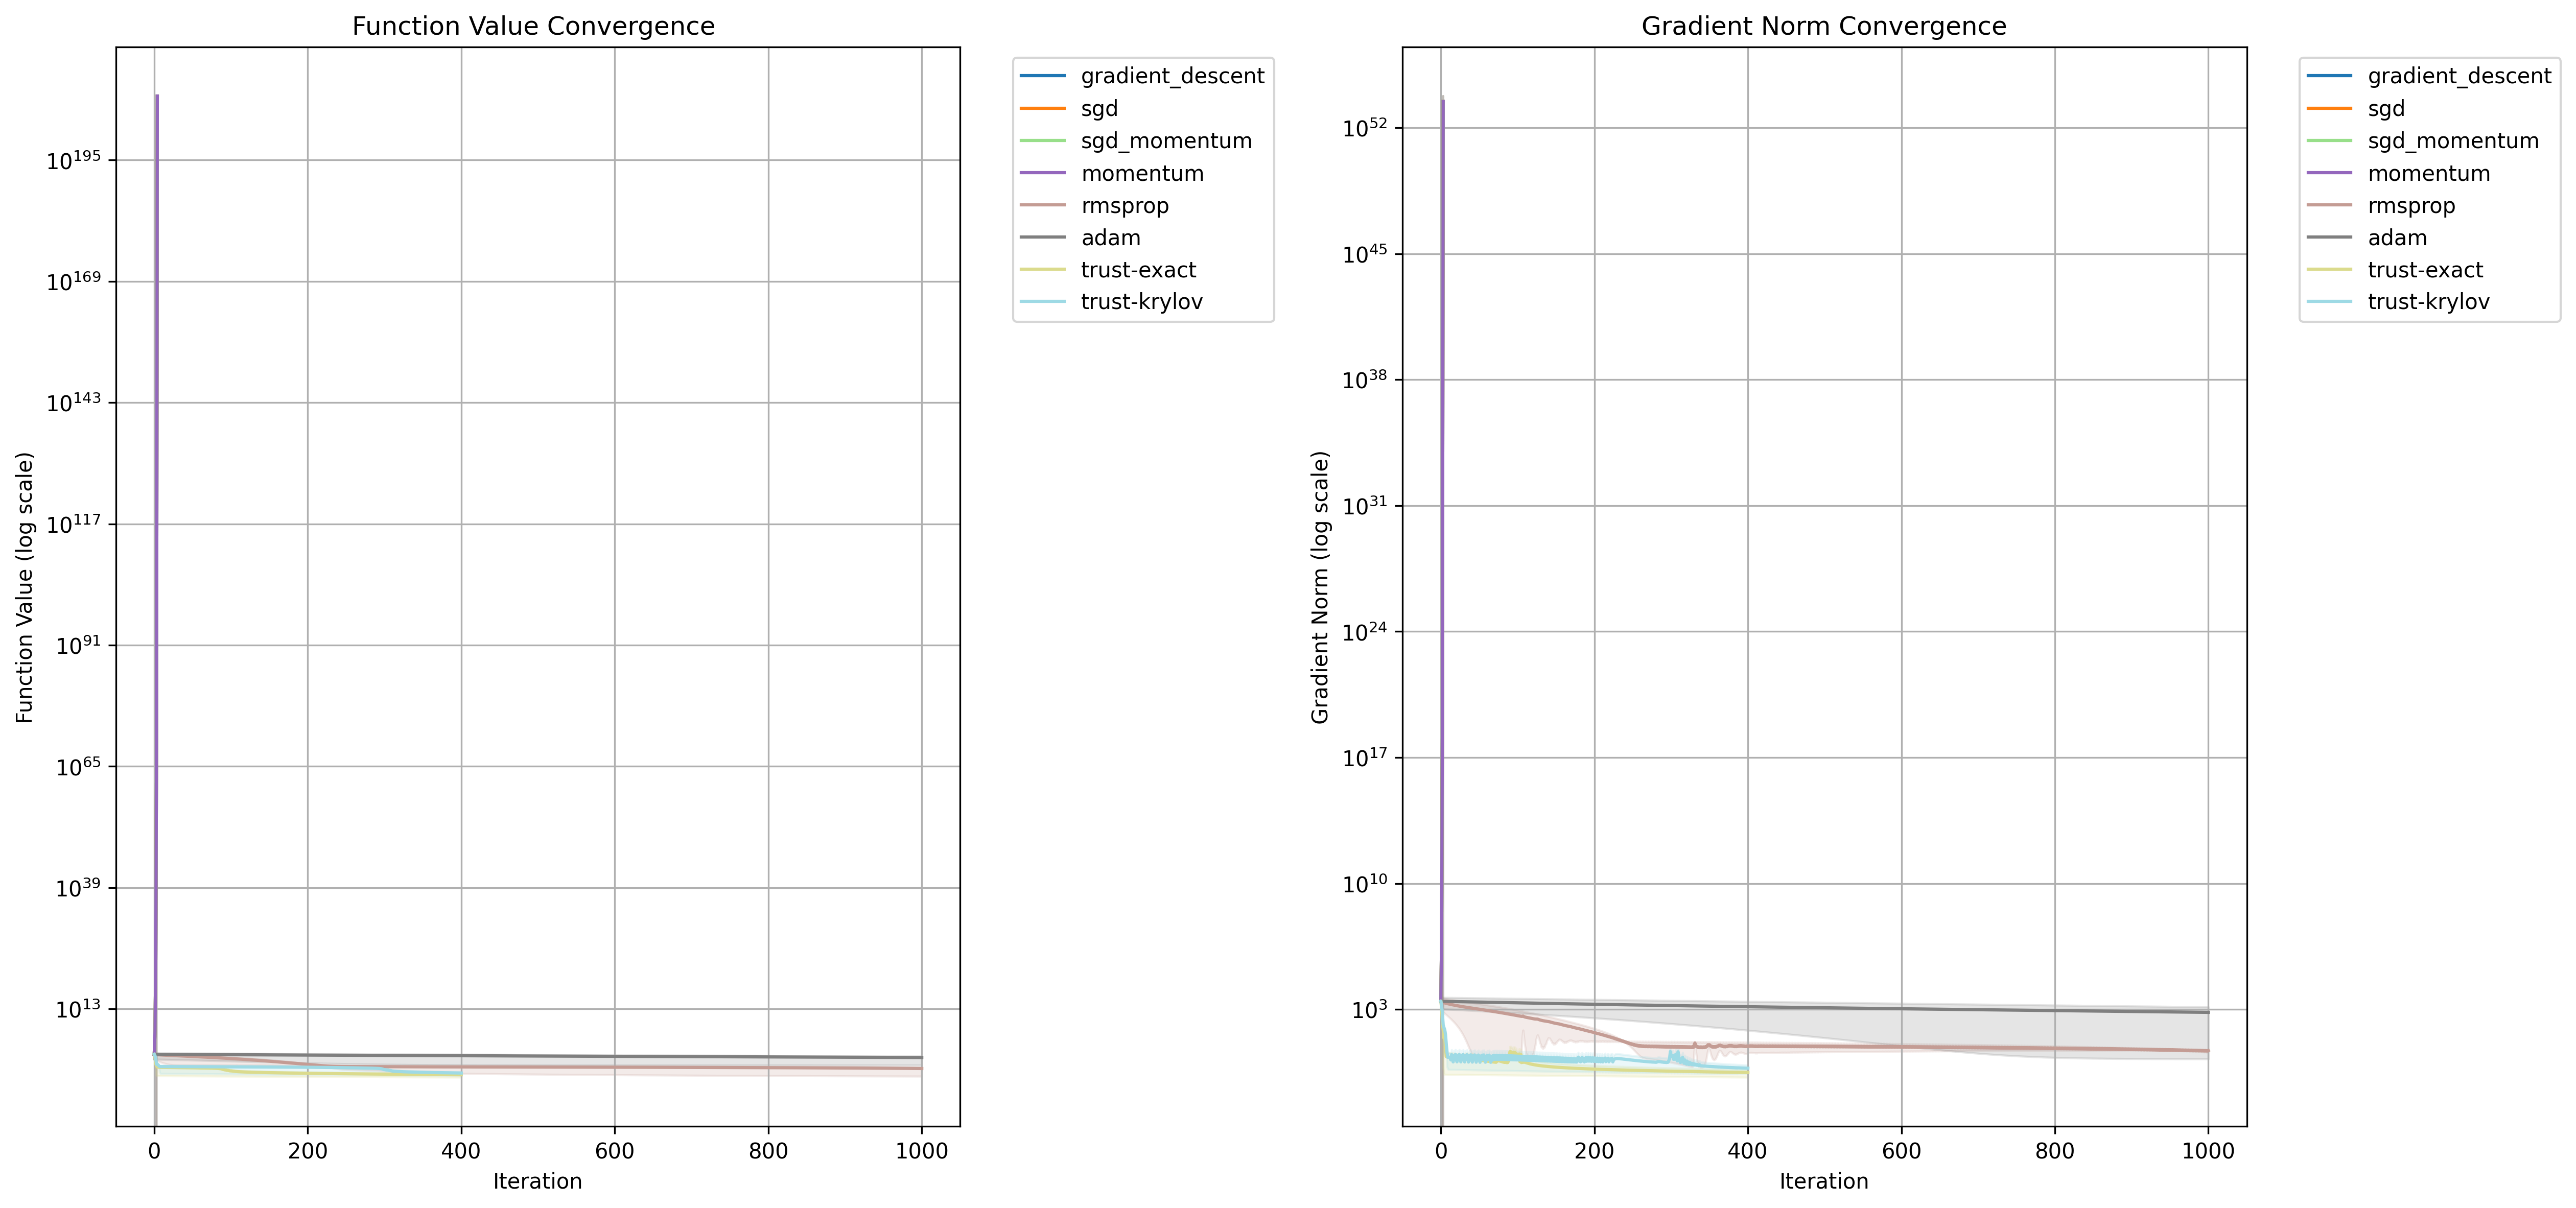 Function Value Convergence
Function Value (log scale)
10^195
10^169
10^143
10^117
10^91
10^65
10^39
10^13
0 200 400 600 800 1000
Iteration
gradient_descent
sgd
sgd_momentum
momentum
rmsprop
adam
trust-exact
trust-krylov
Gradient Norm Convergence
Gradient Norm (log scale)
10^52
10^45
10^38
10^31
10^24
10^17
10^10
10^3
0 200 400 600 800 1000
Iteration
gradient_descent
sgd
sgd_momentum
momentum
rmsprop
adam
trust-exact
trust-krylov